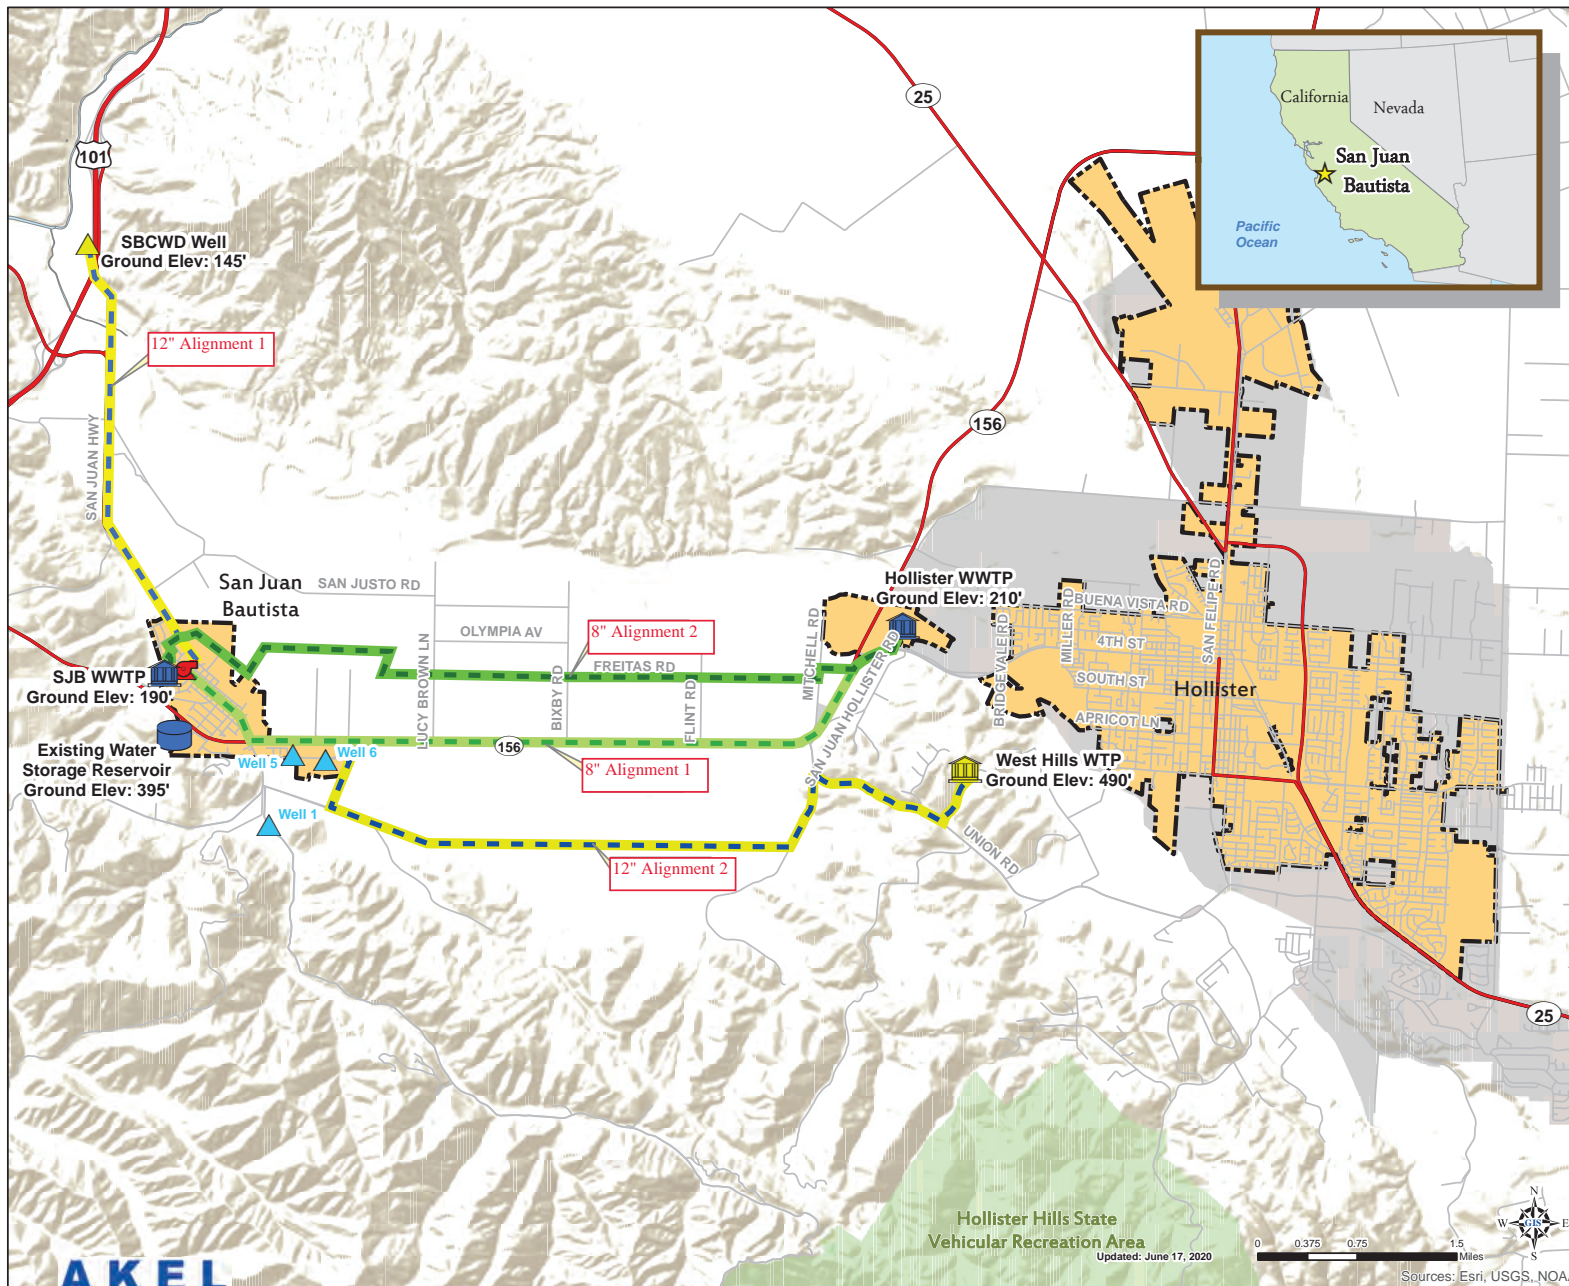 25
California
Nevada
San Juan
Bautista
Pacific
Ocean
101
SBCWD Well
Ground Elev: 145'
12" Alignment 1
SAN JUAN HWY
156
San Juan
Bautista
SAN JUSTO RD
OLYMPIA AV
8" Alignment 2
FREITAS RD
LUCY BROWN LN
BIXBY RD
FLINT RD
MITCHELL RD
SAN JUAN HOLLISTER RD
Hollister WWTP
Ground Elev: 210'
BRIDGEVALE RD
MILLER RD
BUENA VISTA RD
4TH ST
SOUTH ST
APRICOT LN
SAN FELIPE RD
Hollister
SJB WWTP
Ground Elev: 190'
Existing Water
Storage Reservoir
Ground Elev: 395'
Well 5
Well 6
Well 1
156
8" Alignment 1
West Hills WTP
Ground Elev: 490'
UNION RD
12" Alignment 2
25
Hollister Hills State
Vehicular Recreation Area
Updated: June 17, 2020
0 0.375 0.75 1.5
Miles
N
W GIS E
S
AKEL
Sources: Esri, USGS, NOA